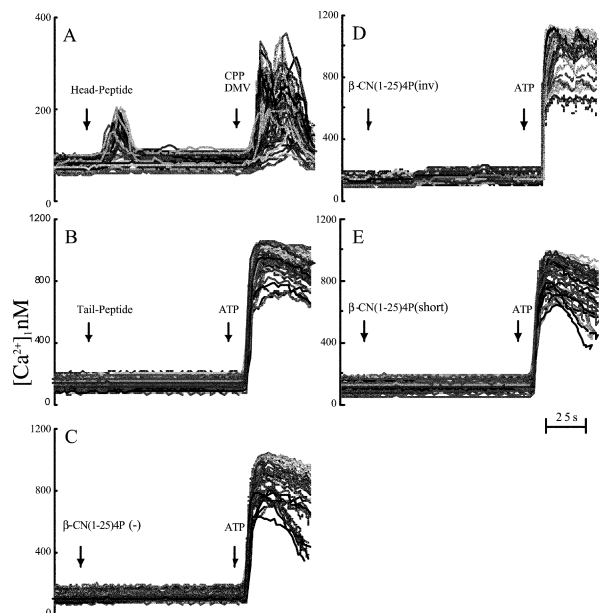 A
400
200
0
Head-Peptide
CPP
DMV
B
1200
800
400
0
Tail-Peptide
ATP
C
1200
800
400
0
β-CN(1-25)4P (-)
ATP
D
1200
800
400
0
β-CN(1-25)4P(inv)
ATP
E
1200
800
400
0
β-CN(1-25)4P(short)
ATP
25s
[Ca²⁺]ᵢ nM